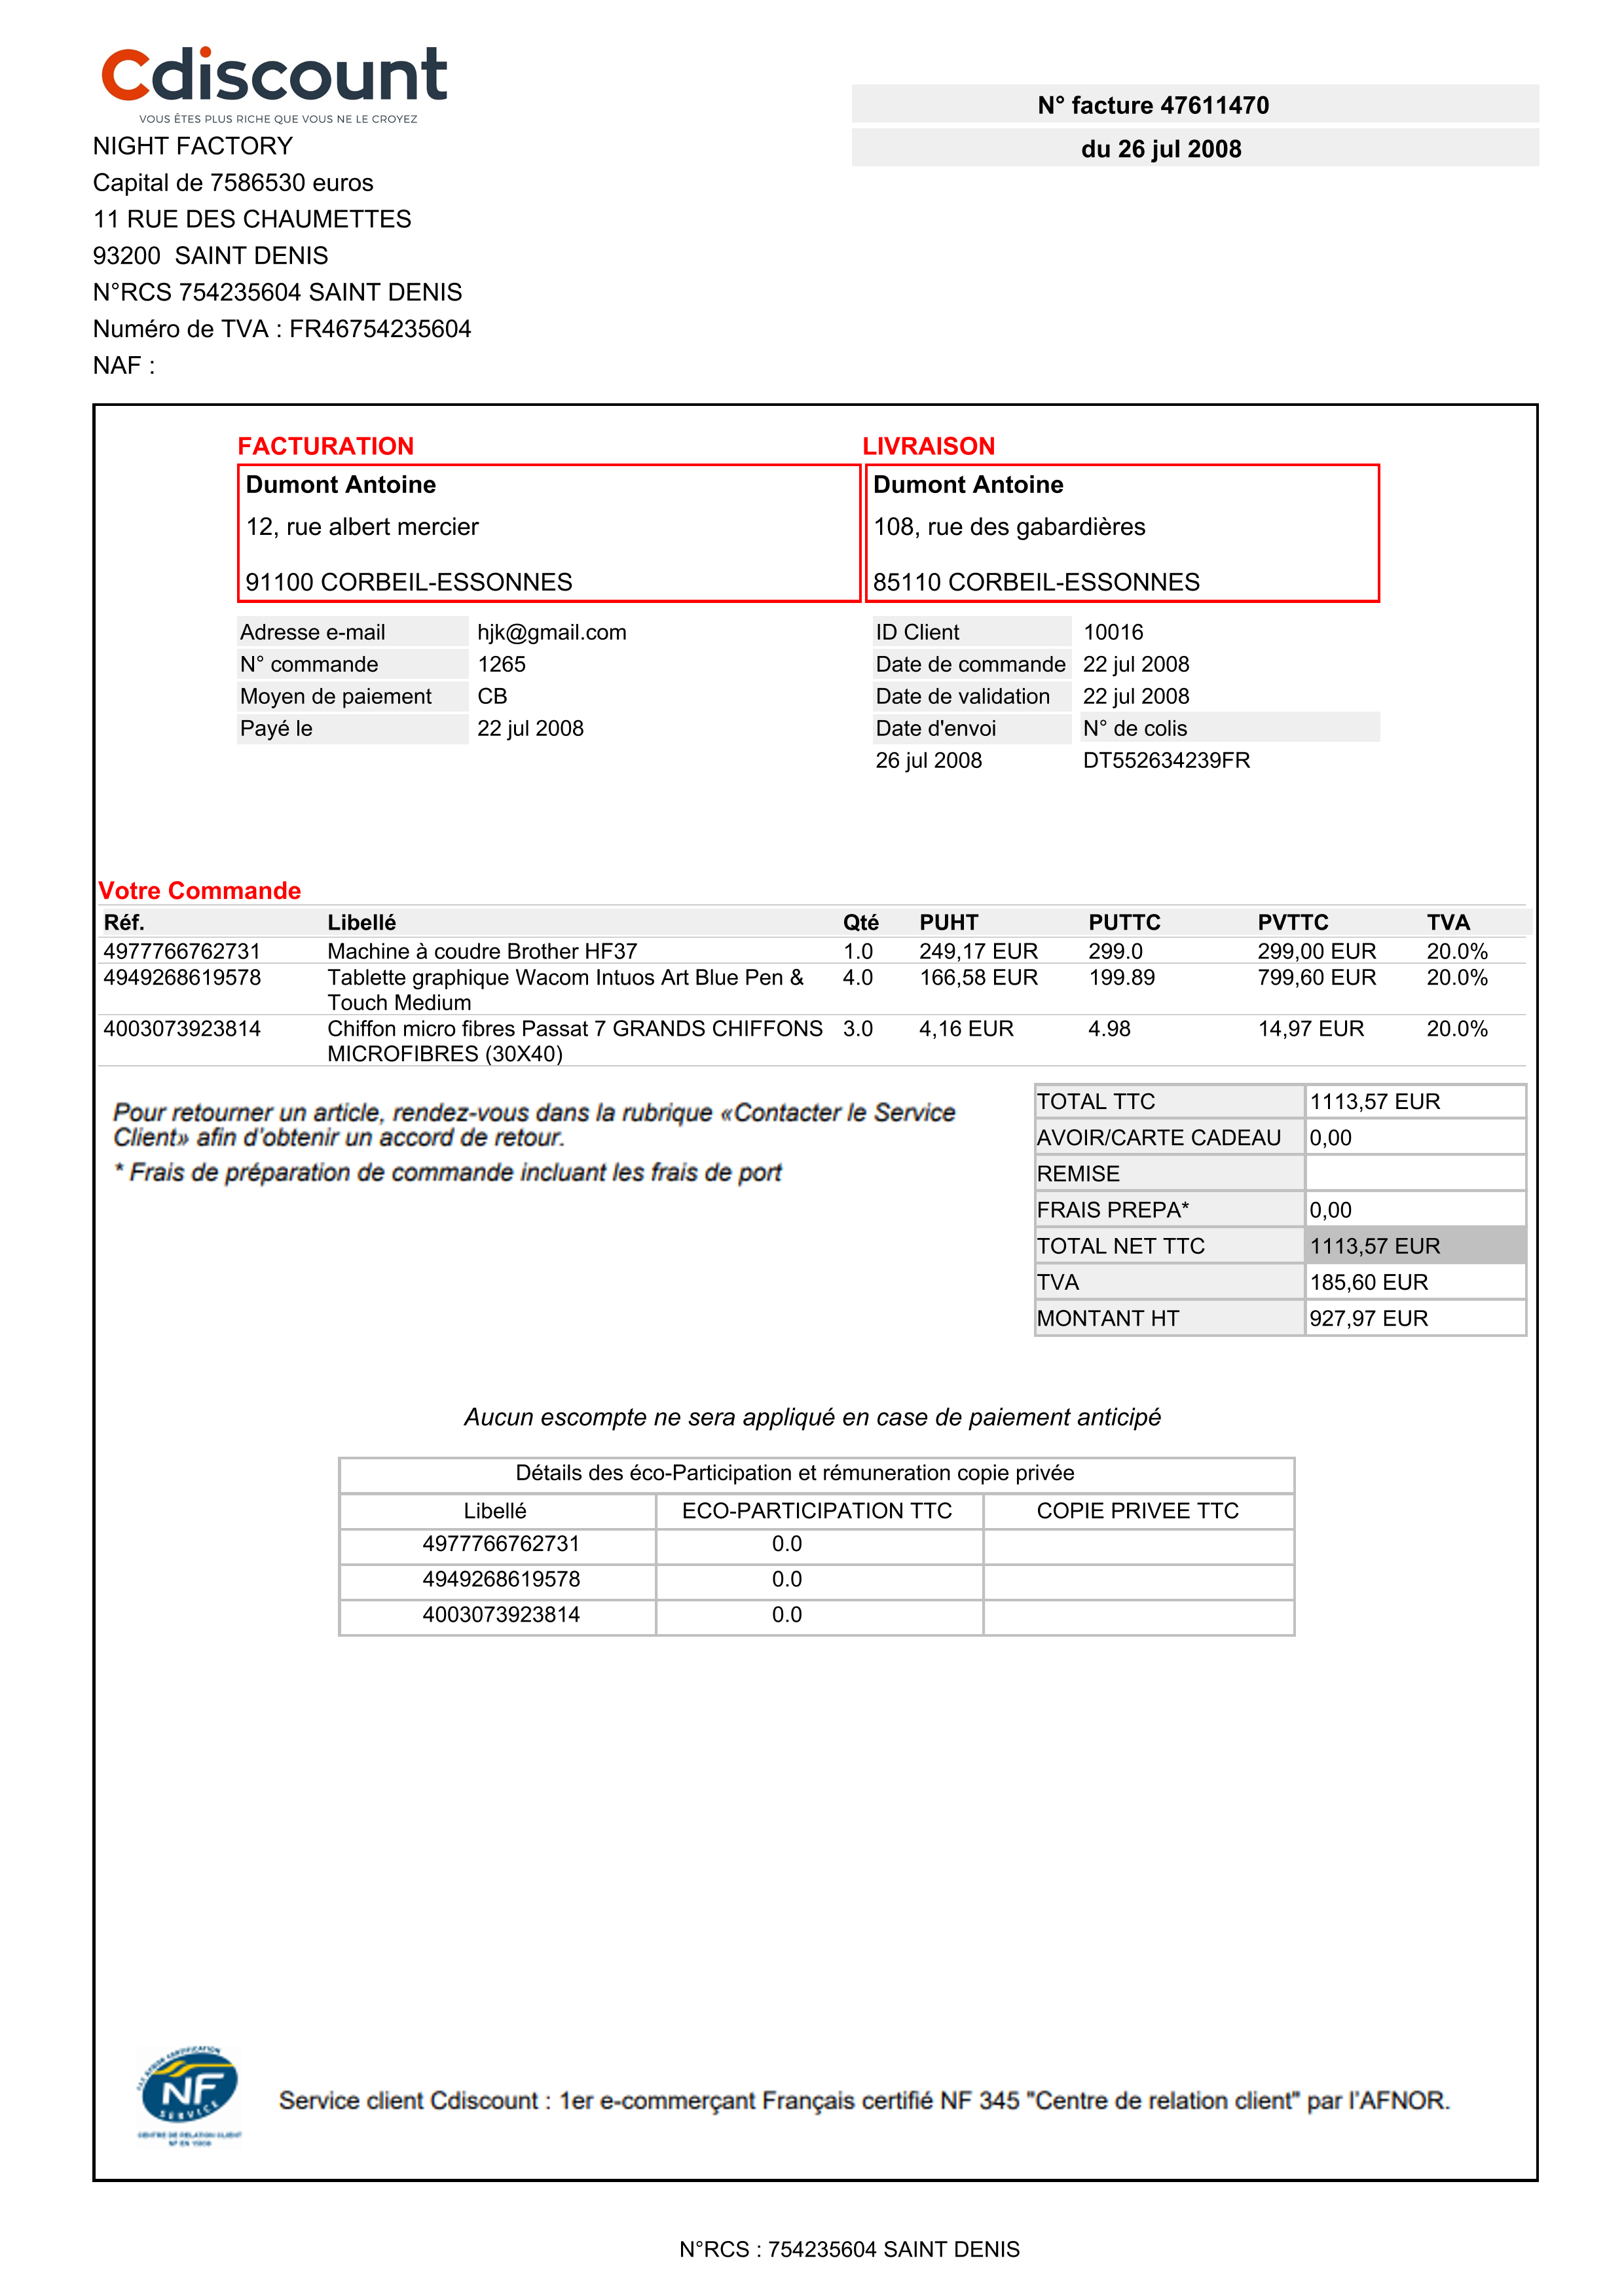 Cdiscount
VOUS ÊTES PLUS RICHE QUE VOUS NE LE CROYEZ
N° facture 47611470
du 26 jul 2008
NIGHT FACTORY
Capital de 7586530 euros
11 RUE DES CHAUMETTES
93200 SAINT DENIS
N°RCS 754235604 SAINT DENIS
Numéro de TVA : FR46754235604
NAF :
FACTURATION
Dumont Antoine
12, rue albert mercier
91100 CORBEIL-ESSONNES
LIVRAISON
Dumont Antoine
108, rue des gabardières
85110 CORBEIL-ESSONNES
Adresse e-mail hjk@gmail.com
N° commande 1265
Moyen de paiement CB
Payé le 22 jul 2008
ID Client 10016
Date de commande 22 jul 2008
Date de validation 22 jul 2008
Date d'envoi N° de colis
26 jul 2008 DT552634239FR
Votre Commande
Réf. Libellé Qté PUHT PUTTC PVTTC TVA
4977766762731 Machine à coudre Brother HF37 1.0 249,17 EUR 299.0 299,00 EUR 20.0%
4949268619578 Tablette graphique Wacom Intuos Art Blue Pen & 4.0 166,58 EUR 199.89 799,60 EUR 20.0%
Touch Medium
4003073923814 Chiffon micro fibres Passat 7 GRANDS CHIFFONS 3.0 4,16 EUR 4.98 14,97 EUR 20.0%
MICROFIBRES (30X40)
Pour retourner un article, rendez-vous dans la rubrique «Contacter le Service
Client» afin d'obtenir un accord de retour.
* Frais de préparation de commande incluant les frais de port
TOTAL TTC 1113,57 EUR
AVOIR/CARTE CADEAU 0,00
REMISE
FRAIS PREPA* 0,00
TOTAL NET TTC 1113,57 EUR
TVA 185,60 EUR
MONTANT HT 927,97 EUR
Aucun escompte ne sera appliqué en case de paiement anticipé
Détails des éco-Participation et rémuneration copie privée
Libellé ECO-PARTICIPATION TTC COPIE PRIVEE TTC
4977766762731 0.0
4949268619578 0.0
4003073923814 0.0
NF
SERVICE
CENTRE DE RELATION CLIENT
Service client Cdiscount : 1er e-commerçant Français certifié NF 345 "Centre de relation client" par l'AFNOR.
N°RCS : 754235604 SAINT DENIS